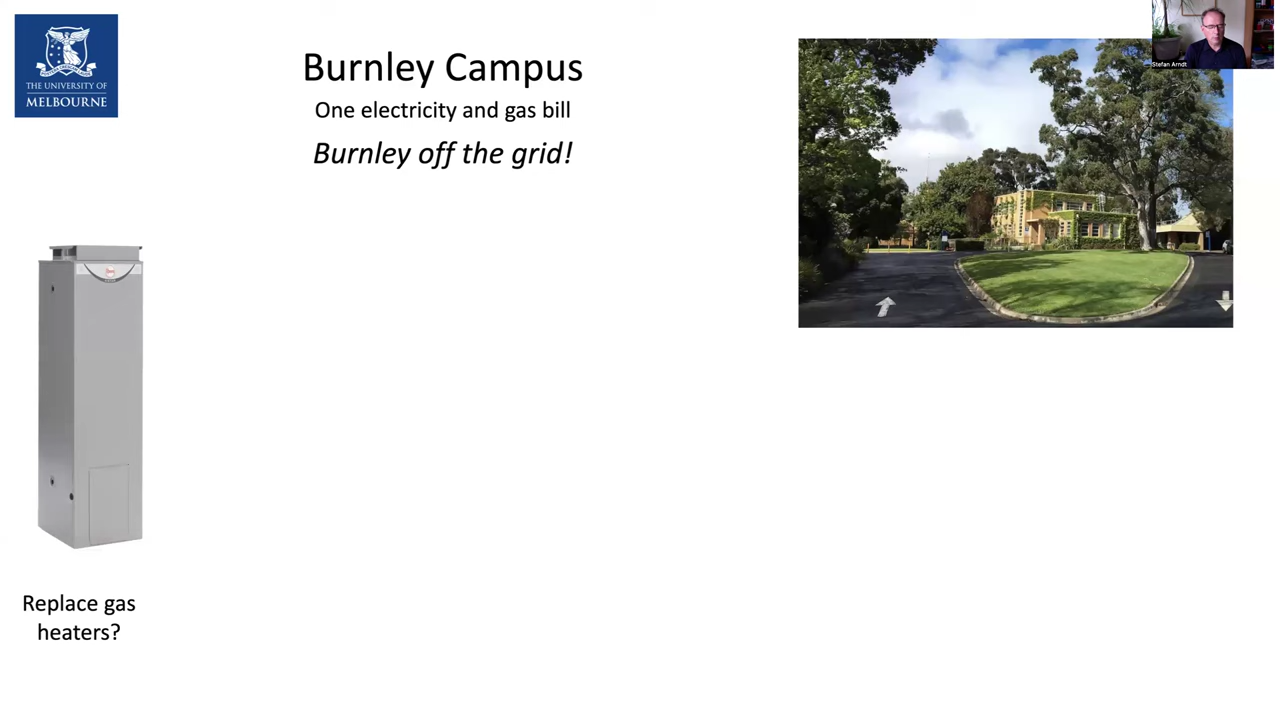 THE UNIVERSITY OF
MELBOURNE
Burnley Campus
One electricity and gas bill
Burnley off the grid!
Stefan Arndt
Replace gas
heaters?